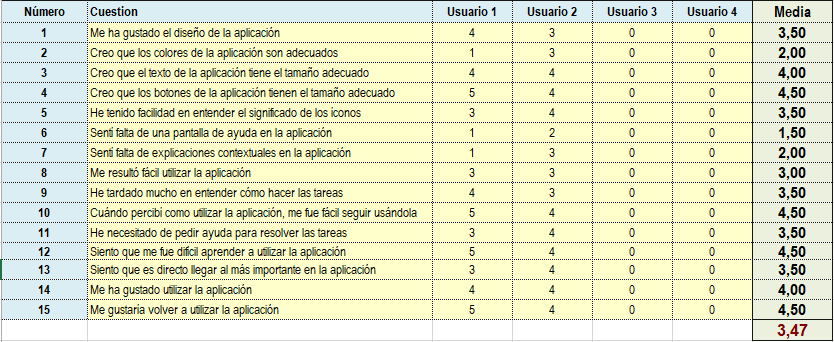 Número Cuestion Usuario 1 Usuario 2 Usuario 3 Usuario 4 Media
1 Me ha gustado el diseño de la aplicación 4 3 0 0 3,50
2 Creo que los colores de la aplicación son adecuados 1 3 0 0 2,00
3 Creo que el texto de la aplicación tiene el tamaño adecuado 4 4 0 0 4,00
4 Creo que los botones de la aplicación tienen el tamaño adecuado 5 4 0 0 4,50
5 He tenido facilidad en entender el significado de los íconos 3 4 0 0 3,50
6 Sentí falta de una pantalla de ayuda en la aplicación 1 2 0 0 1,50
7 Sentí falta de explicaciones contextuales en la aplicación 1 3 0 0 2,00
8 Me resultó fácil utilizar la aplicación 3 3 0 0 3,00
9 He tardado mucho en entender cómo hacer las tareas 4 3 0 0 3,50
10 Cuándo percibí como utilizar la aplicación, me fue fácil seguir usándola 5 4 0 0 4,50
11 He necesitado de pedir ayuda para resolver las tareas 3 4 0 0 3,50
12 Siento que me fue difícil aprender a utilizar la aplicación 5 4 0 0 4,50
13 Siento que es directo llegar al más importante en la aplicación 3 4 0 0 3,50
14 Me ha gustado utilizar la aplicación 4 4 0 0 4,00
15 Me gustaría volver a utilizar la aplicación 5 4 0 0 4,50
3,47